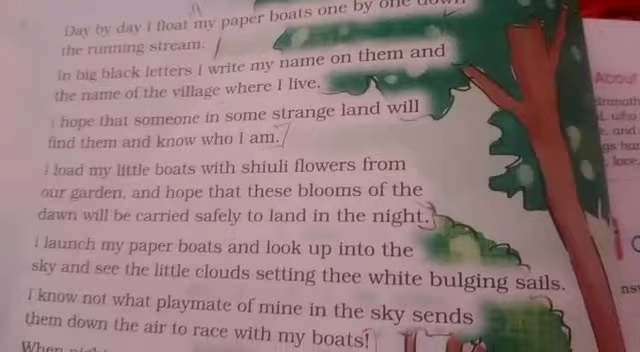 Day by day i float my paper boats one by one down
the running stream.
In big black letters I write my name on them and
the name of the village where I live.
i hope that someone in some strange land will
find them and know who I am.
i load my little boats with shiuli flowers from
our garden, and hope that these blooms of the
dawn will be carried safely to land in the night.
i launch my paper boats and look up into the
sky and see the little clouds setting thee white bulging sails.
I know not what playmate of mine in the sky sends
them down the air to race with my boats!
When
About
who
and
love